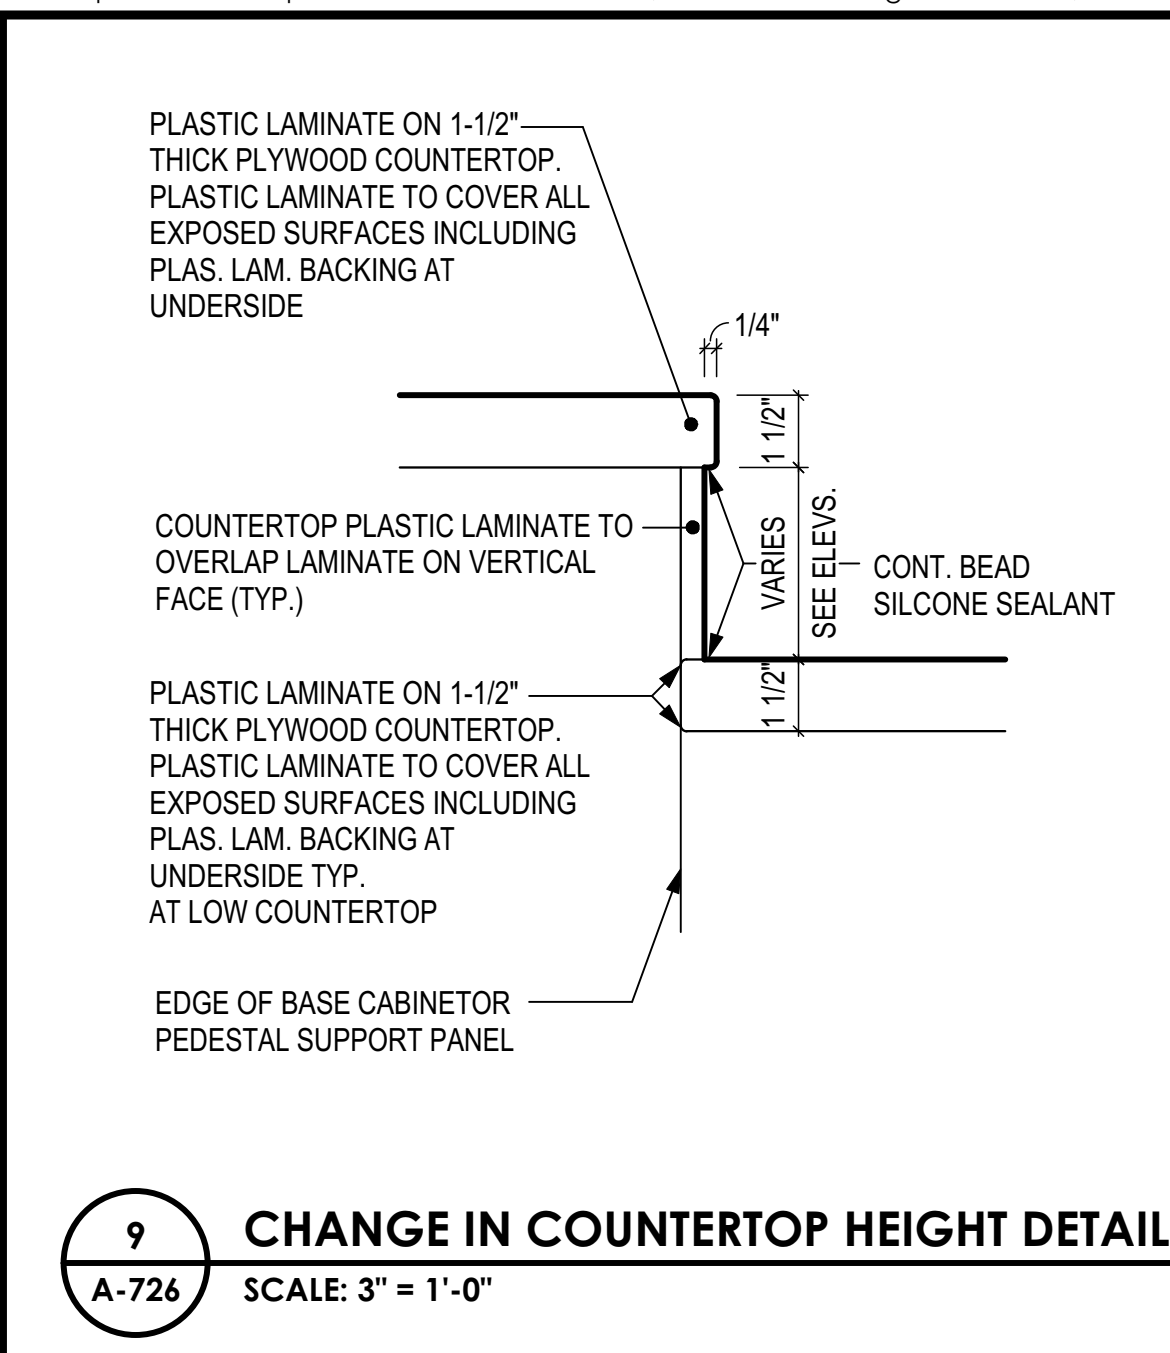 PLASTIC LAMINATE ON 1-1/2"
THICK PLYWOOD COUNTERTOP.
PLASTIC LAMINATE TO COVER ALL
EXPOSED SURFACES INCLUDING
PLAS. LAM. BACKING AT
UNDERSIDE
1/4"
1 1/2"
COUNTERTOP PLASTIC LAMINATE TO
OVERLAP LAMINATE ON VERTICAL
FACE (TYP.)
VARIES
SEE ELEVS.
CONT. BEAD
SILCONE SEALANT
1 1/2"
PLASTIC LAMINATE ON 1-1/2"
THICK PLYWOOD COUNTERTOP.
PLASTIC LAMINATE TO COVER ALL
EXPOSED SURFACES INCLUDING
PLAS. LAM. BACKING AT
UNDERSIDE TYP.
AT LOW COUNTERTOP
EDGE OF BASE CABINETOR
PEDESTAL SUPPORT PANEL
9
A-726
CHANGE IN COUNTERTOP HEIGHT DETAIL
SCALE: 3" = 1'-0"